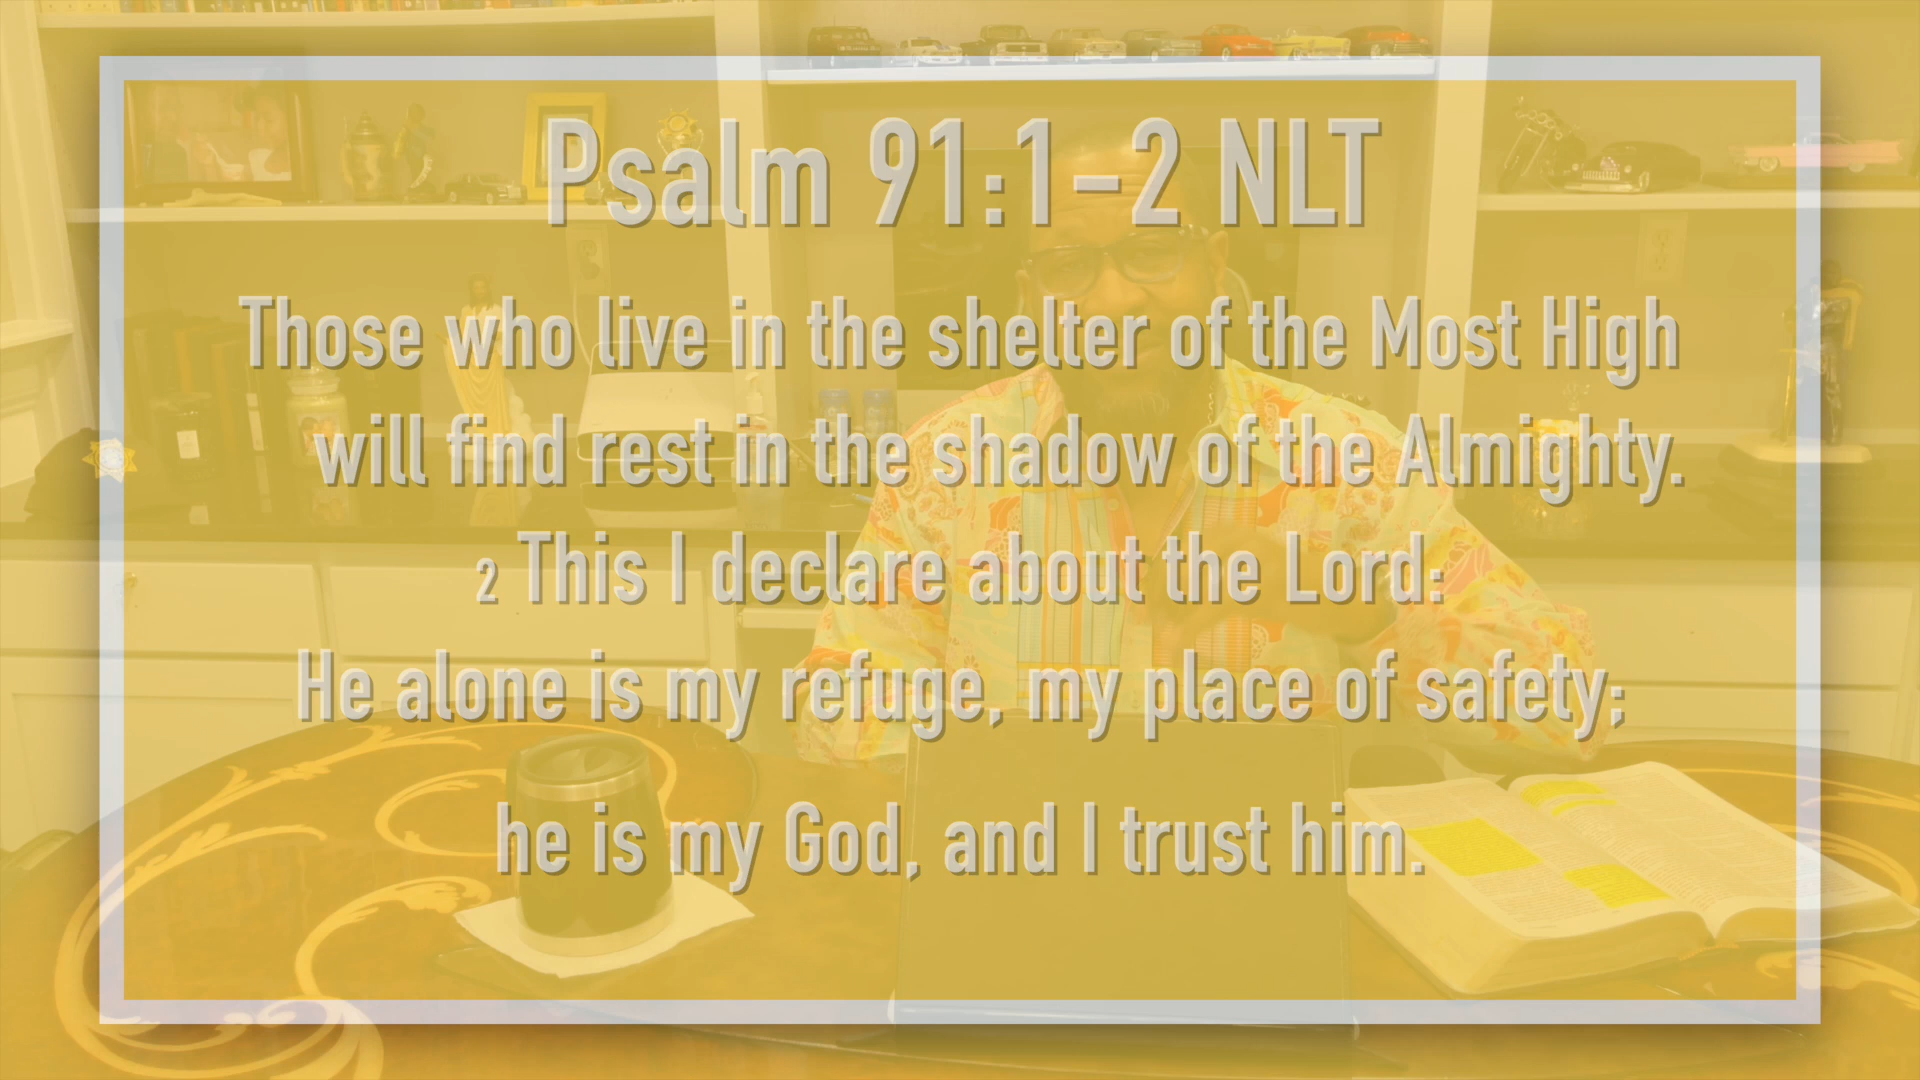 Psalm 91:1-2 NLT
Those who live in the shelter of the Most High
will find rest in the shadow of the Almighty.
2 This I declare about the Lord:
He alone is my refuge, my place of safety;
he is my God, and I trust him.